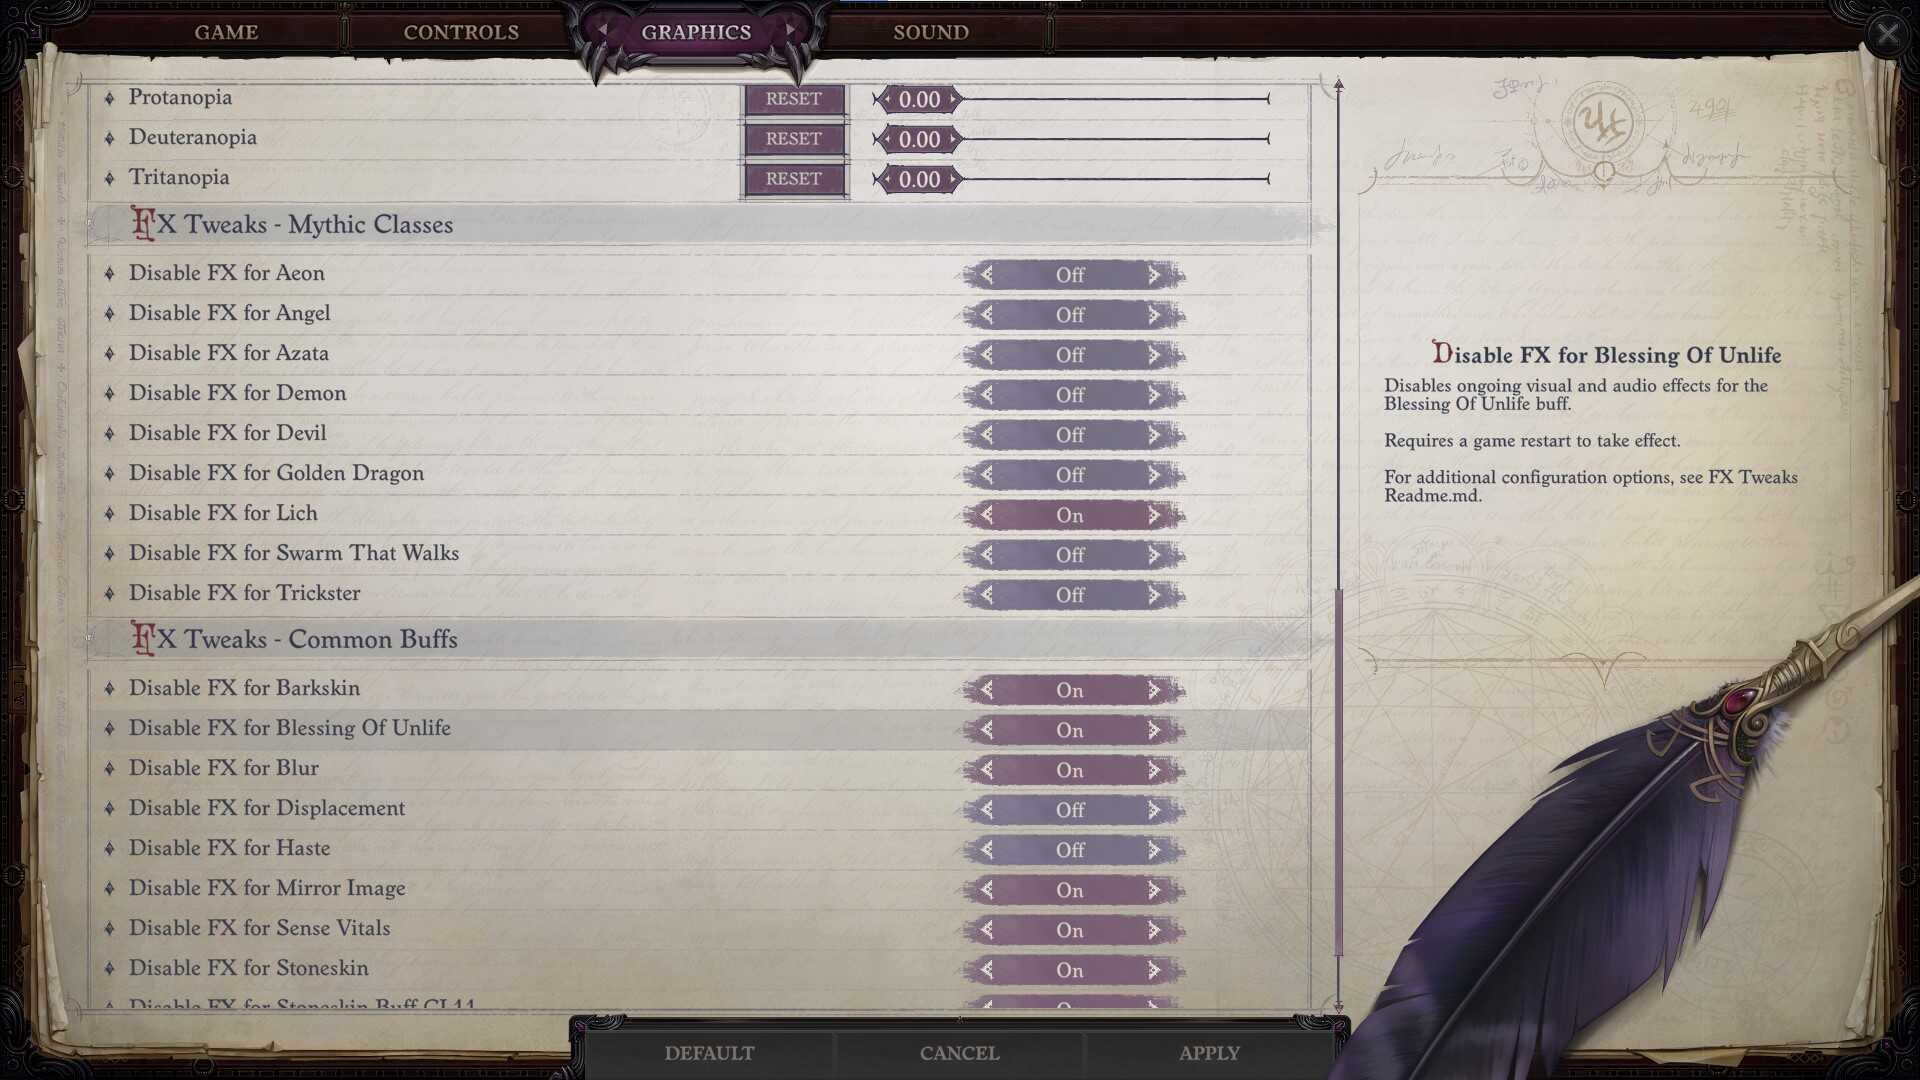 GAME
CONTROLS
GRAPHICS
SOUND
Protanopia RESET 0.00
Deuteranopia RESET 0.00
Tritanopia RESET 0.00
FX Tweaks - Mythic Classes
Disable FX for Aeon Off
Disable FX for Angel Off
Disable FX for Azata Off
Disable FX for Demon Off
Disable FX for Devil Off
Disable FX for Golden Dragon Off
Disable FX for Lich On
Disable FX for Swarm That Walks Off
Disable FX for Trickster Off
FX Tweaks - Common Buffs
Disable FX for Barkskin On
Disable FX for Blessing Of Unlife On
Disable FX for Blur On
Disable FX for Displacement Off
Disable FX for Haste Off
Disable FX for Mirror Image On
Disable FX for Sense Vitals On
Disable FX for Stoneskin On
Disable FX for Stoneskin Buff CL11
Disable FX for Blessing Of Unlife
Disables ongoing visual and audio effects for the
Blessing Of Unlife buff.
Requires a game restart to take effect.
For additional configuration options, see FX Tweaks
Readme.md.
DEFAULT
CANCEL
APPLY